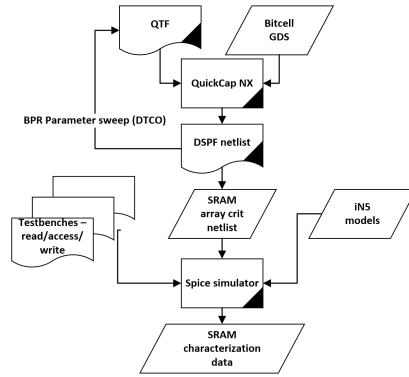 QTF
Bitcell
GDS
QuickCap NX
BPR Parameter sweep (DTCO)
DSPF netlist
SRAM
array crit
netlist
iN5
models
Testbenches –
read/access/
write
Spice simulator
SRAM
characterization
data